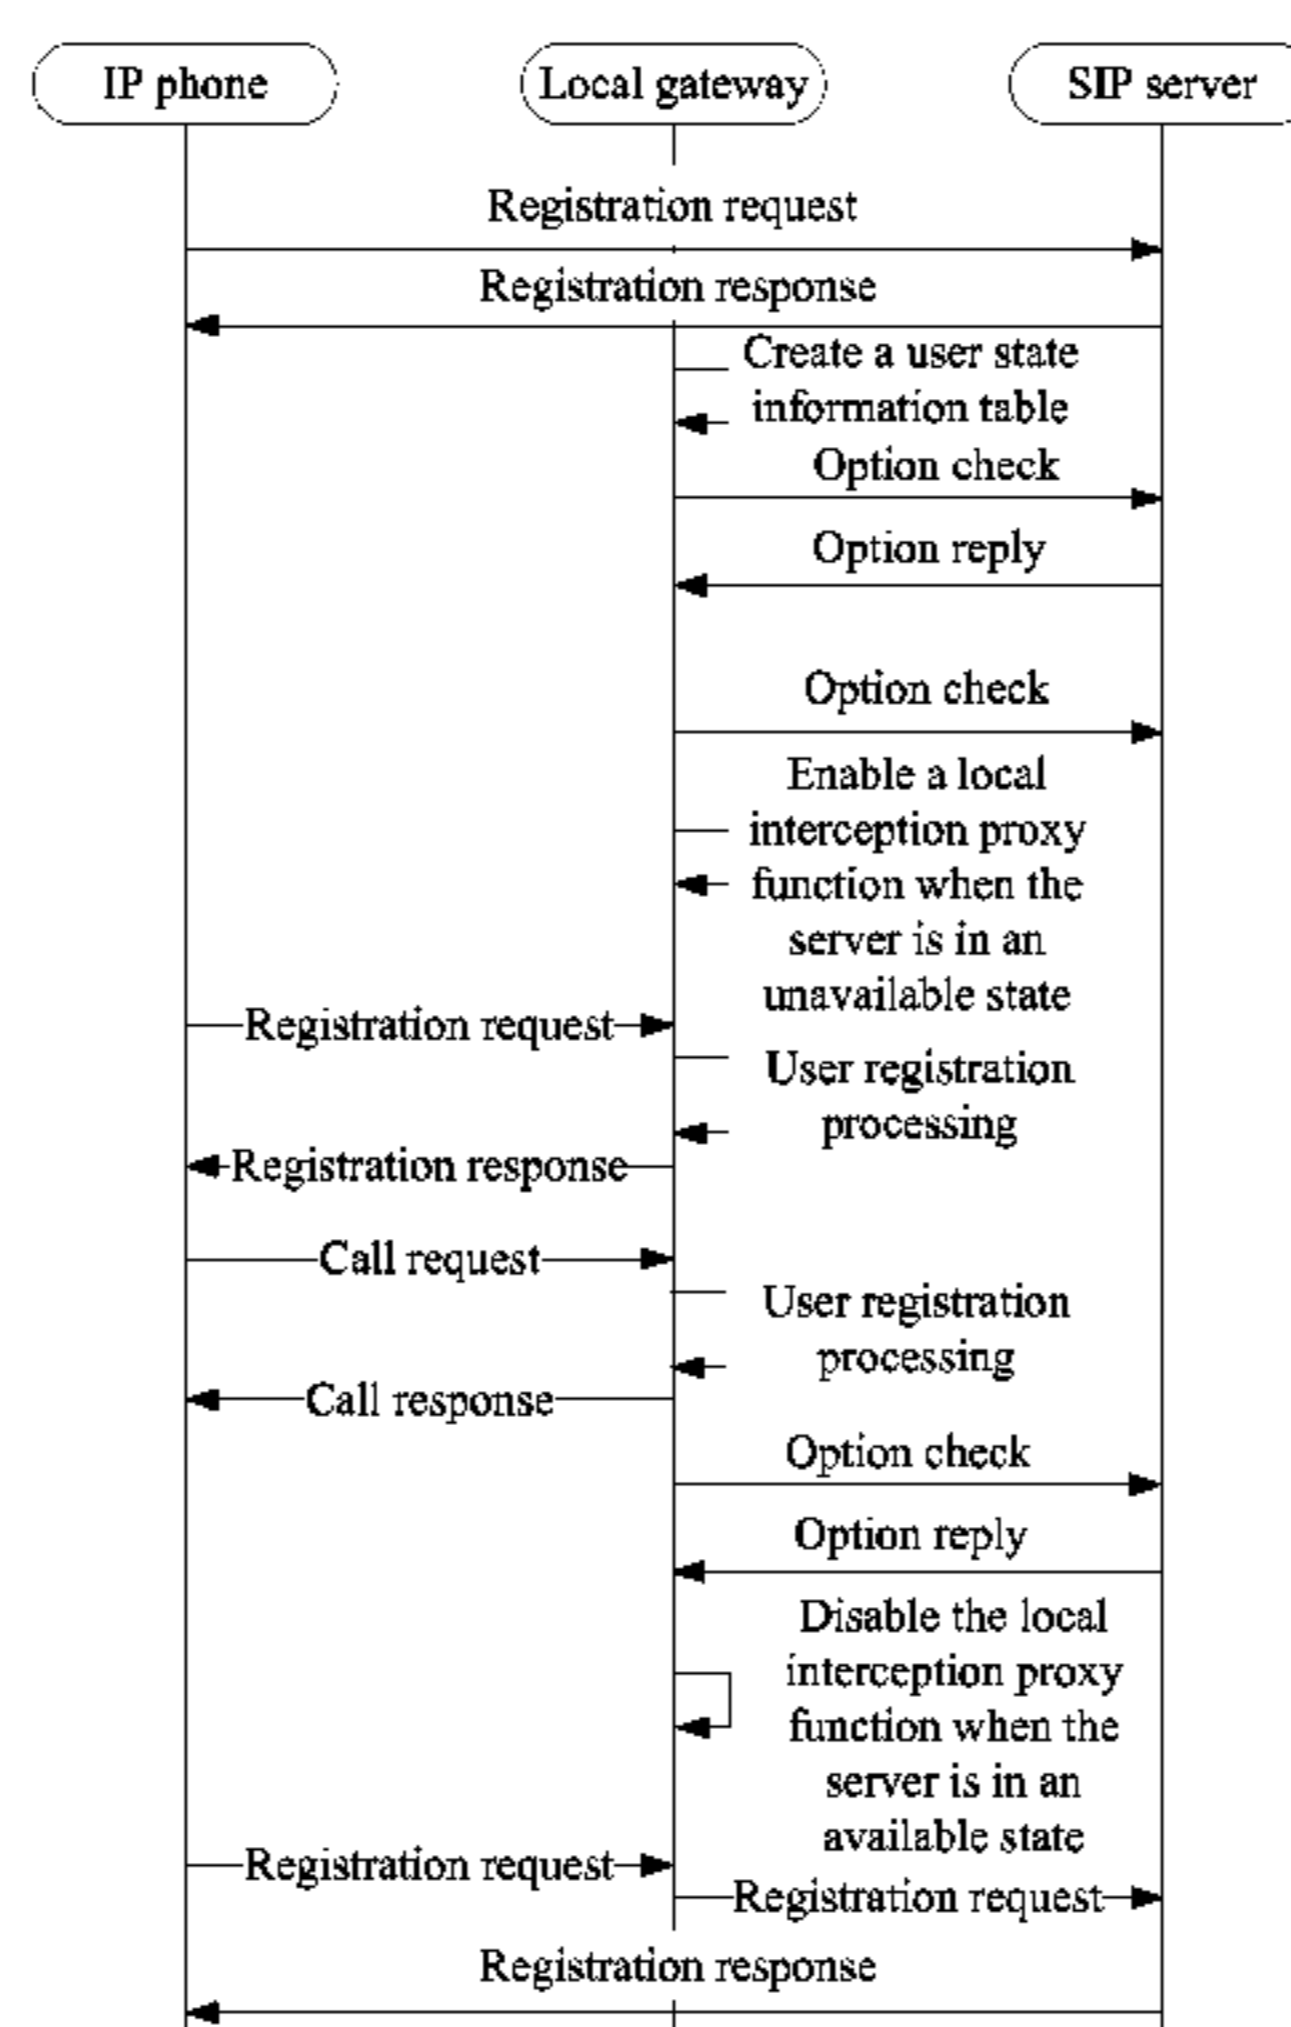 IP phone
Local gateway
SIP server
Registration request
Registration response
Create a user state
information table
Option check
Option reply
Option check
Enable a local
interception proxy
function when the
server is in an
unavailable state
Registration request
User registration
processing
Registration response
Call request
User registration
processing
Call response
Option check
Option reply
Disable the local
interception proxy
function when the
server is in an
available state
Registration request
Registration request
Registration response